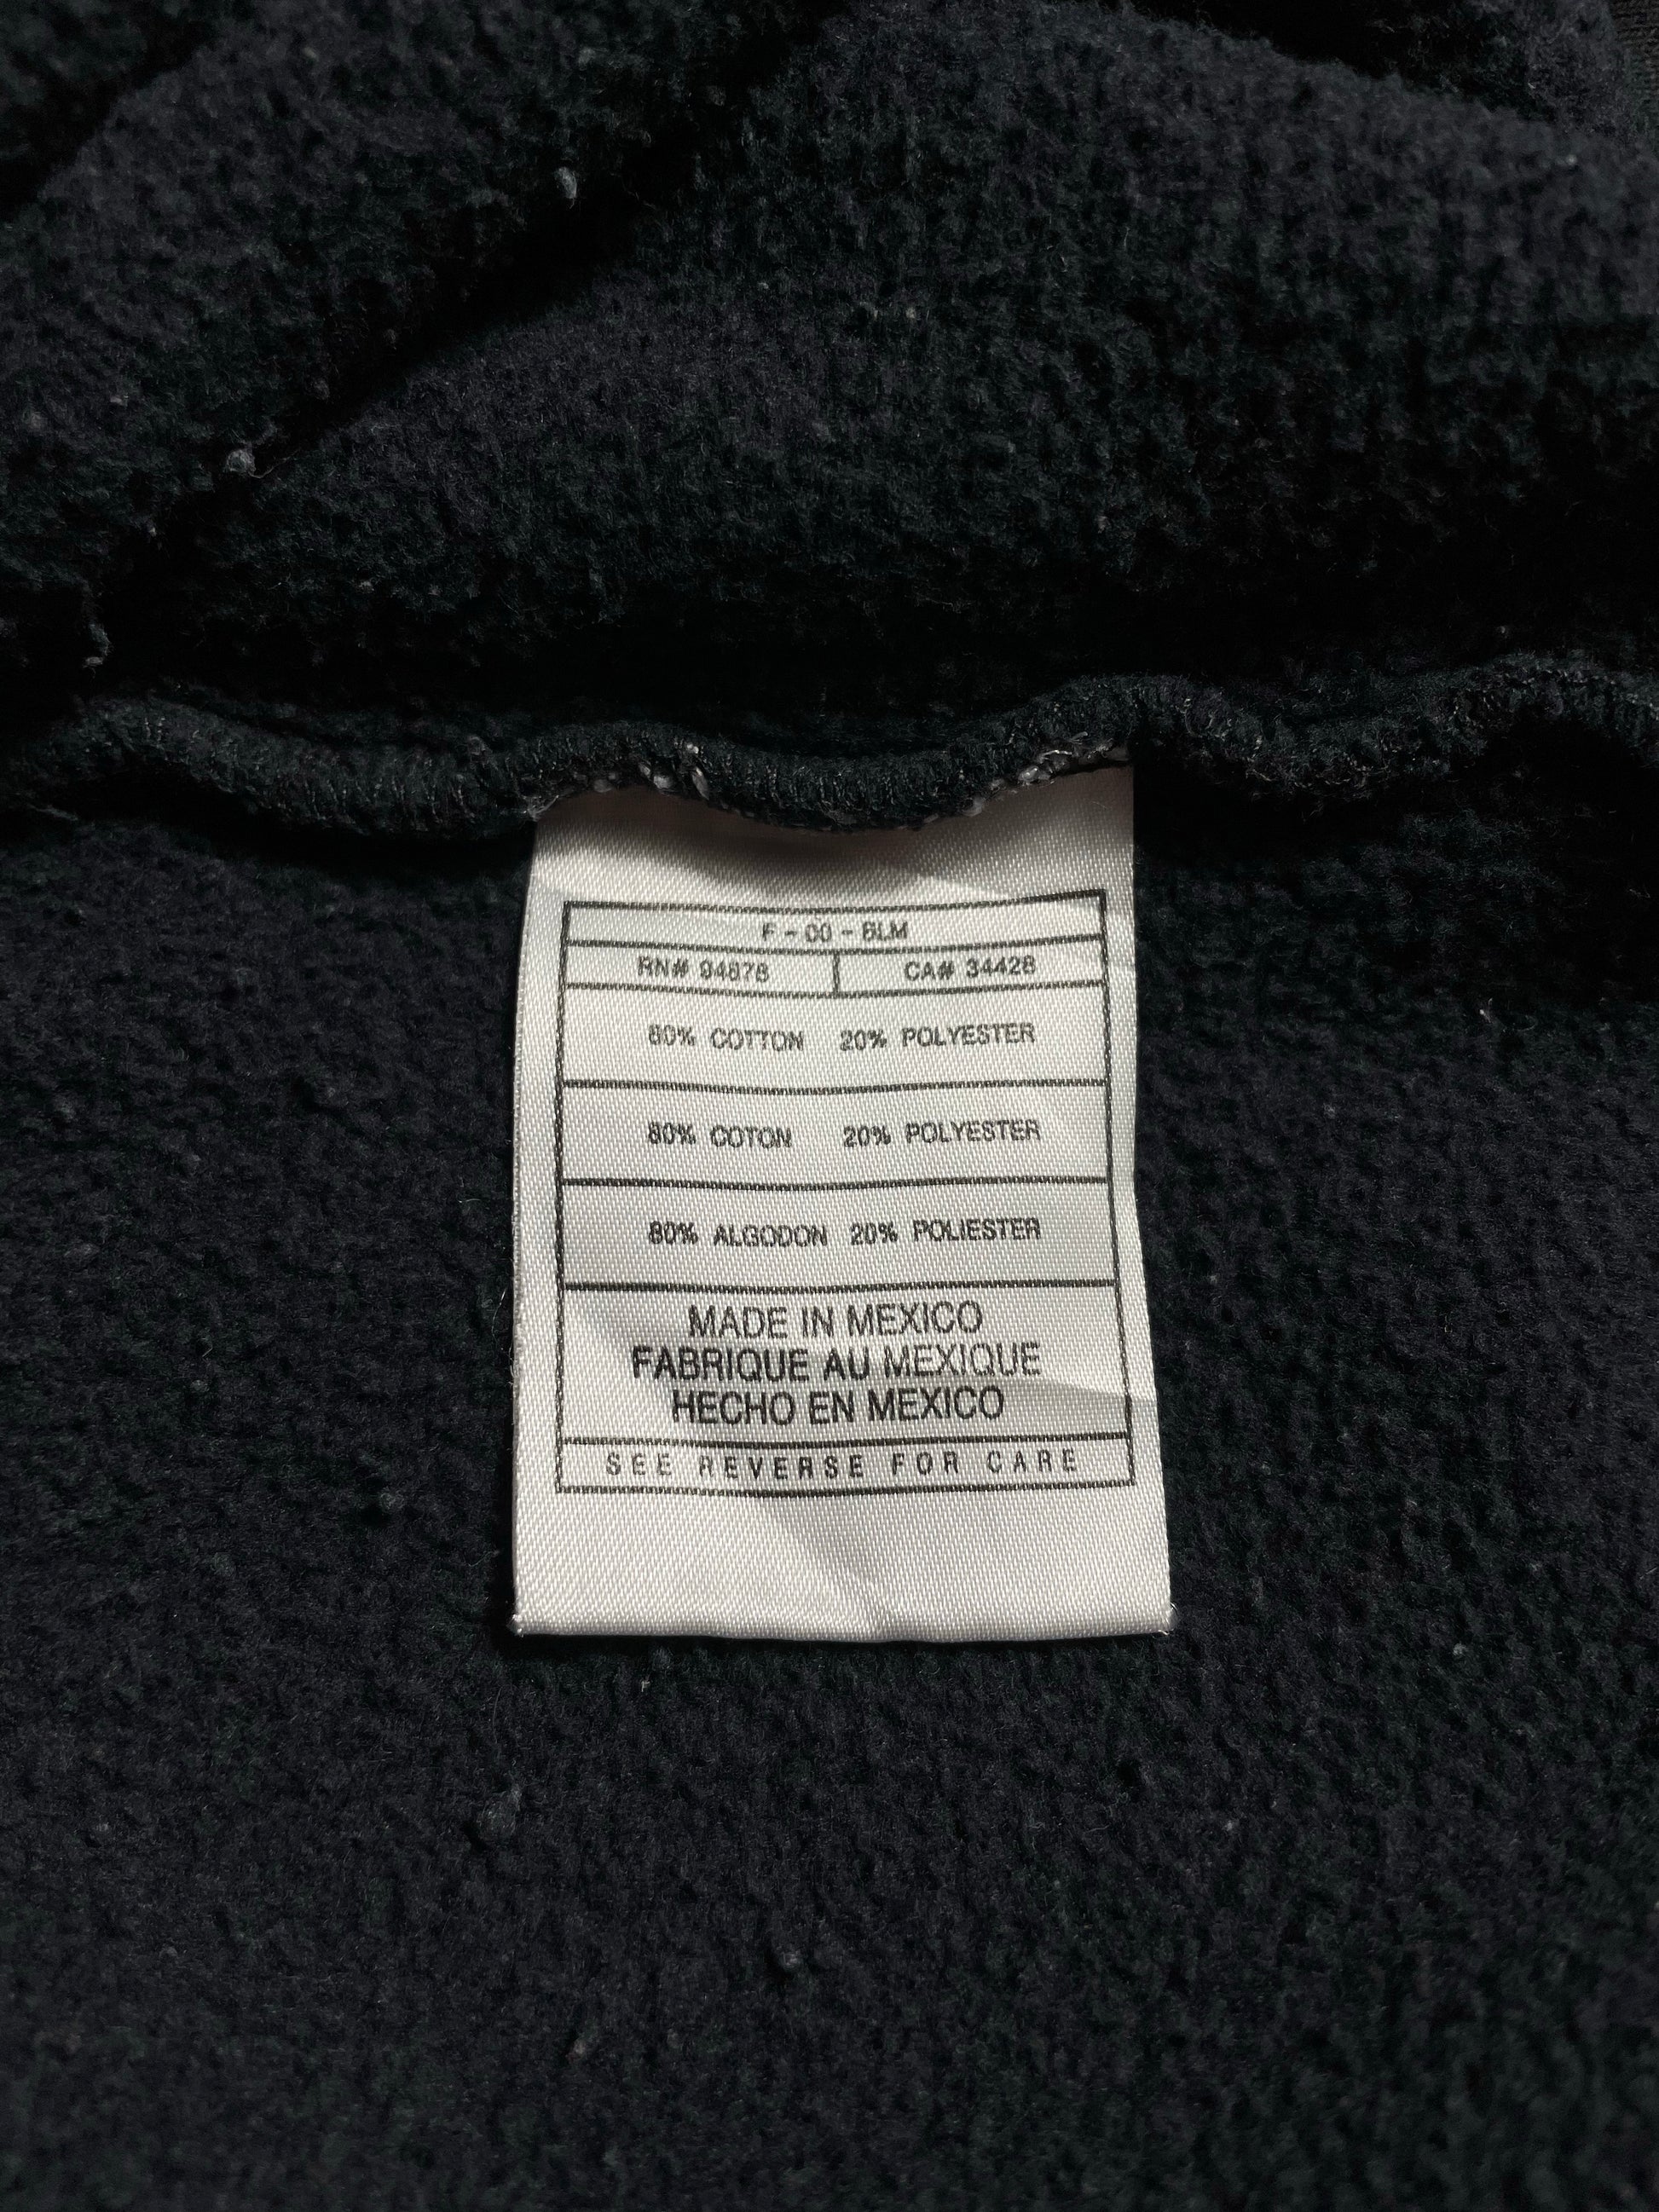 F - 00 - BLM
RN# 94878 CA# 34428
80% COTTON 20% POLYESTER
80% COTON 20% POLYESTER
80% ALGODON 20% POLIESTER
MADE IN MEXICO
FABRIQUE AU MEXIQUE
HECHO EN MEXICO
SEE REVERSE FOR CARE